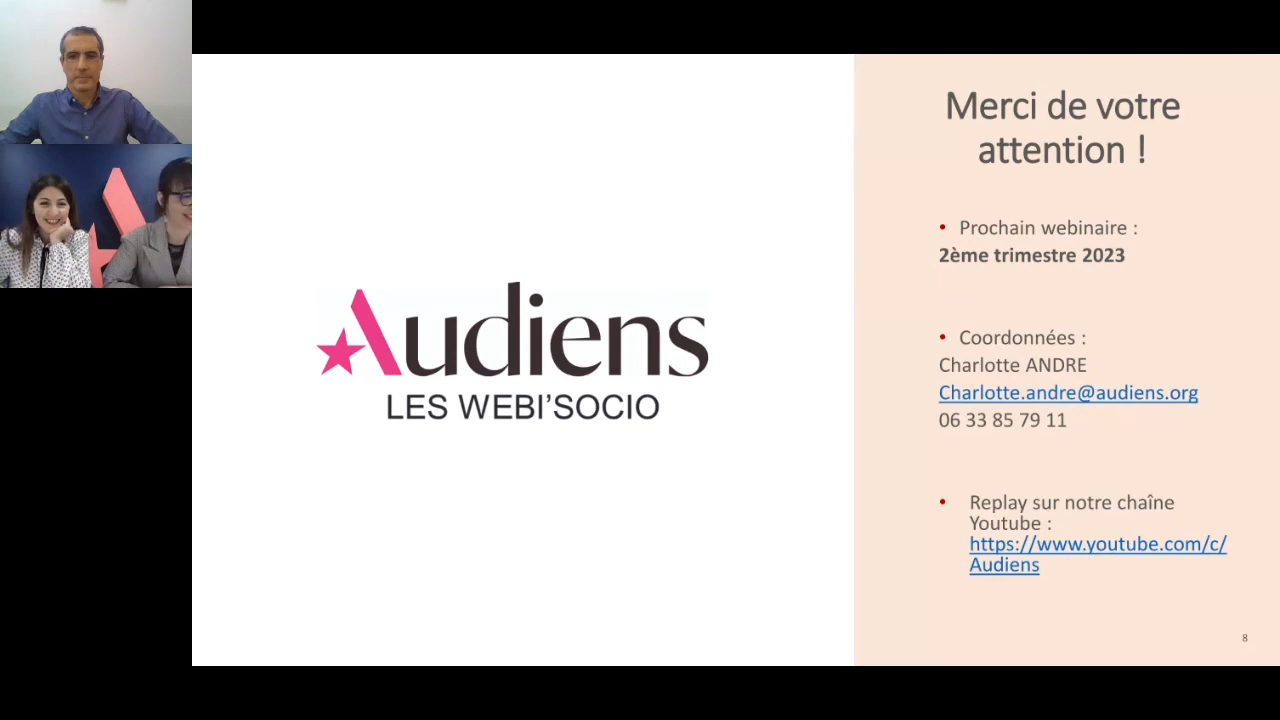 Audiens
LES WEBI'SOCIO
Merci de votre
attention !
• Prochain webinaire :
2ème trimestre 2023
• Coordonnées :
Charlotte ANDRE
Charlotte.andre@audiens.org
06 33 85 79 11
• Replay sur notre chaîne
Youtube :
https://www.youtube.com/c/
Audiens
8